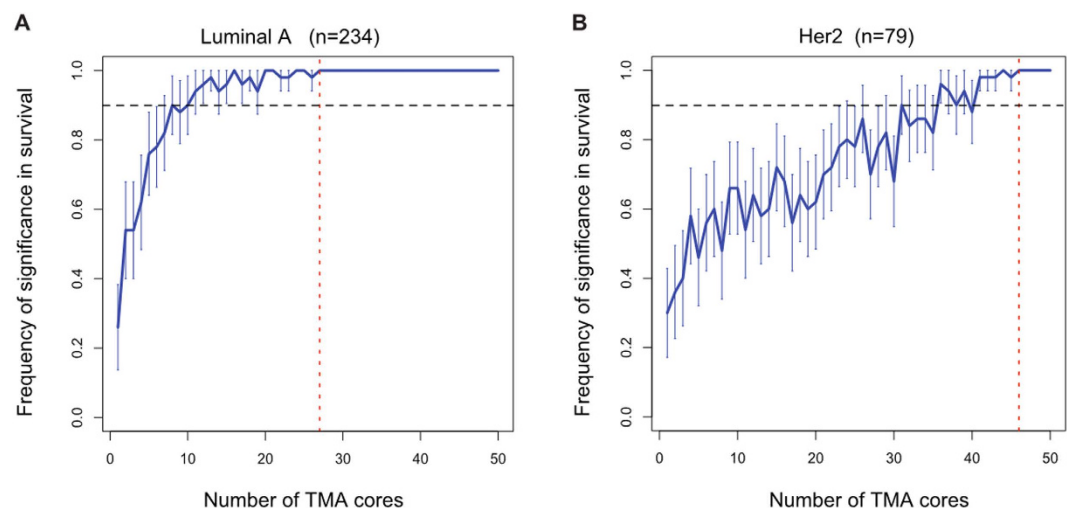 A
Luminal A (n=234)
Frequency of significance in survival
1.0
0.8
0.6
0.4
0.2
0.0
0 10 20 30 40 50
Number of TMA cores
B
Her2 (n=79)
Frequency of significance in survival
1.0
0.8
0.6
0.4
0.2
0.0
0 10 20 30 40 50
Number of TMA cores